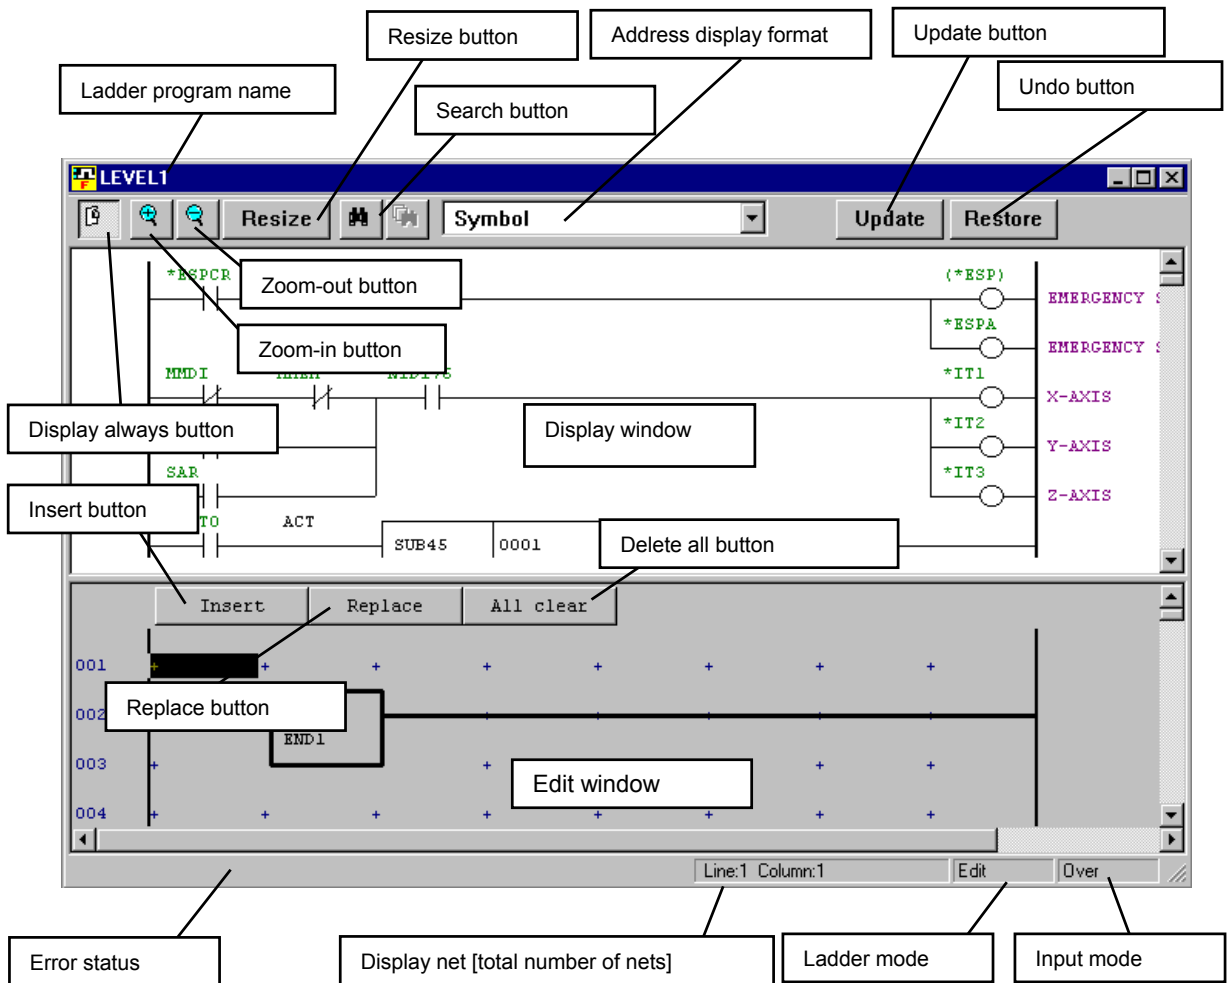 Resize button
Address display format
Update button
Ladder program name
Search button
Undo button
LEVEL1
Resize
Symbol
Update
Restore
*ESPCR
(*ESP)
Zoom-out button
EMERGENCY
*ESPA
Zoom-in button
EMERGENCY
MMDI
*IT1
X-AXIS
Display always button
Display window
*IT2
Y-AXIS
SAR
*IT3
Z-AXIS
Insert button
ACT
SUB45
0001
Delete all button
Insert
Replace
All clear
001
002
Replace button
END1
003
Edit window
004
Line:1 Column:1
Edit
Over
Error status
Display net [total number of nets]
Ladder mode
Input mode